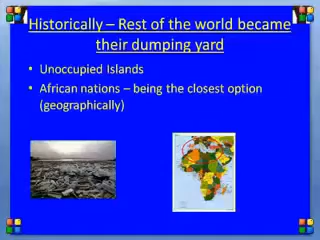 Historically – Rest of the world became
their dumping yard
• Unoccupied Islands
• African nations – being the closest option
(geographically)